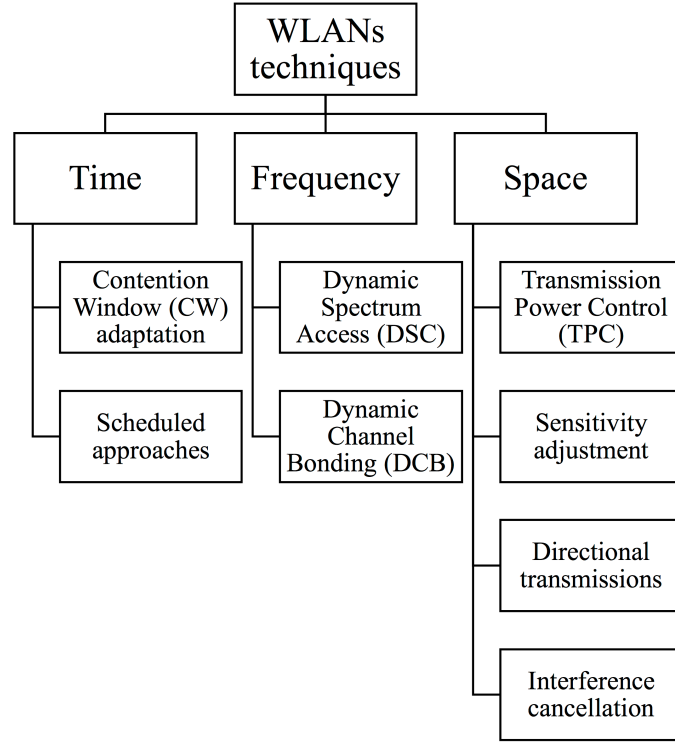 WLANs
techniques
Time
Frequency
Space
Contention
Window (CW)
adaptation
Dynamic
Spectrum
Access (DSC)
Transmission
Power Control
(TPC)
Scheduled
approaches
Dynamic
Channel
Bonding (DCB)
Sensitivity
adjustment
Directional
transmissions
Interference
cancellation